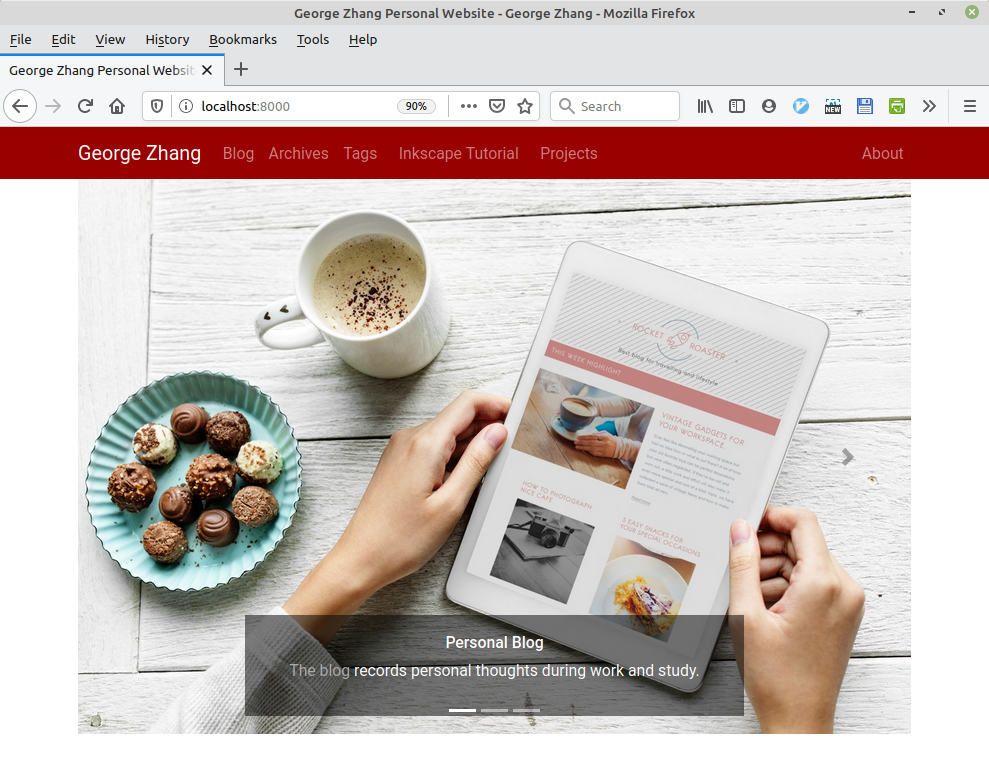 George Zhang Personal Website - George Zhang - Mozilla Firefox
File Edit View History Bookmarks Tools Help
George Zhang Personal Websit
localhost:8000 90% Search
NEW
George Zhang Blog Archives Tags Inkscape Tutorial Projects About
ROCKET ROASTER
Best blog for travelling and lifestyle
THIS WEEK HIGHLIGHT
VINTAGE GADGETS FOR
YOUR WORKSPACE
HOW TO PHOTOGRAPH
NICE CAFE
5 EASY SNACKS FOR
YOUR SPECIAL OCCASIONS
Personal Blog
The blog records personal thoughts during work and study.